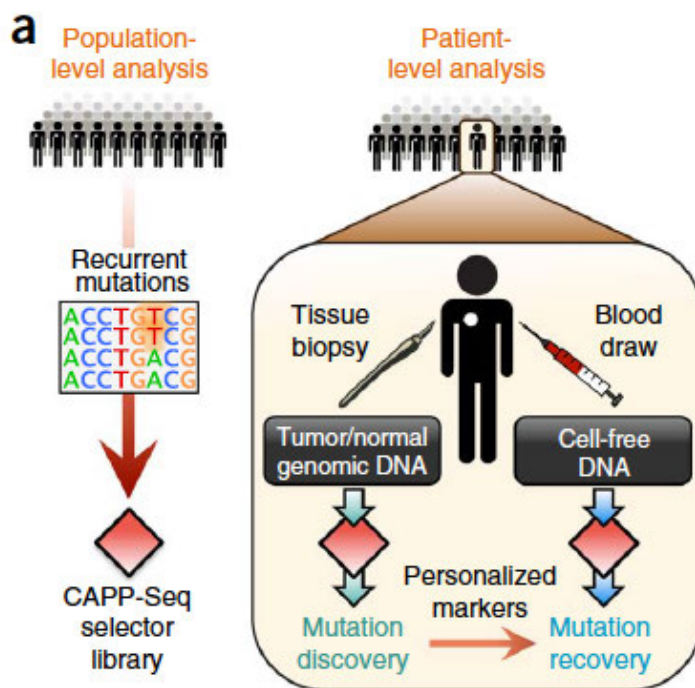 a
Population-
level analysis
Recurrent
mutations
ACCTGTCG
ACCTGTCG
ACCTGACG
ACCTGACG
CAPP-Seq
selector
library
Patient-
level analysis
Tissue
biopsy
Blood
draw
Tumor/normal
genomic DNA
Cell-free
DNA
Personalized
markers
Mutation
discovery
Mutation
recovery